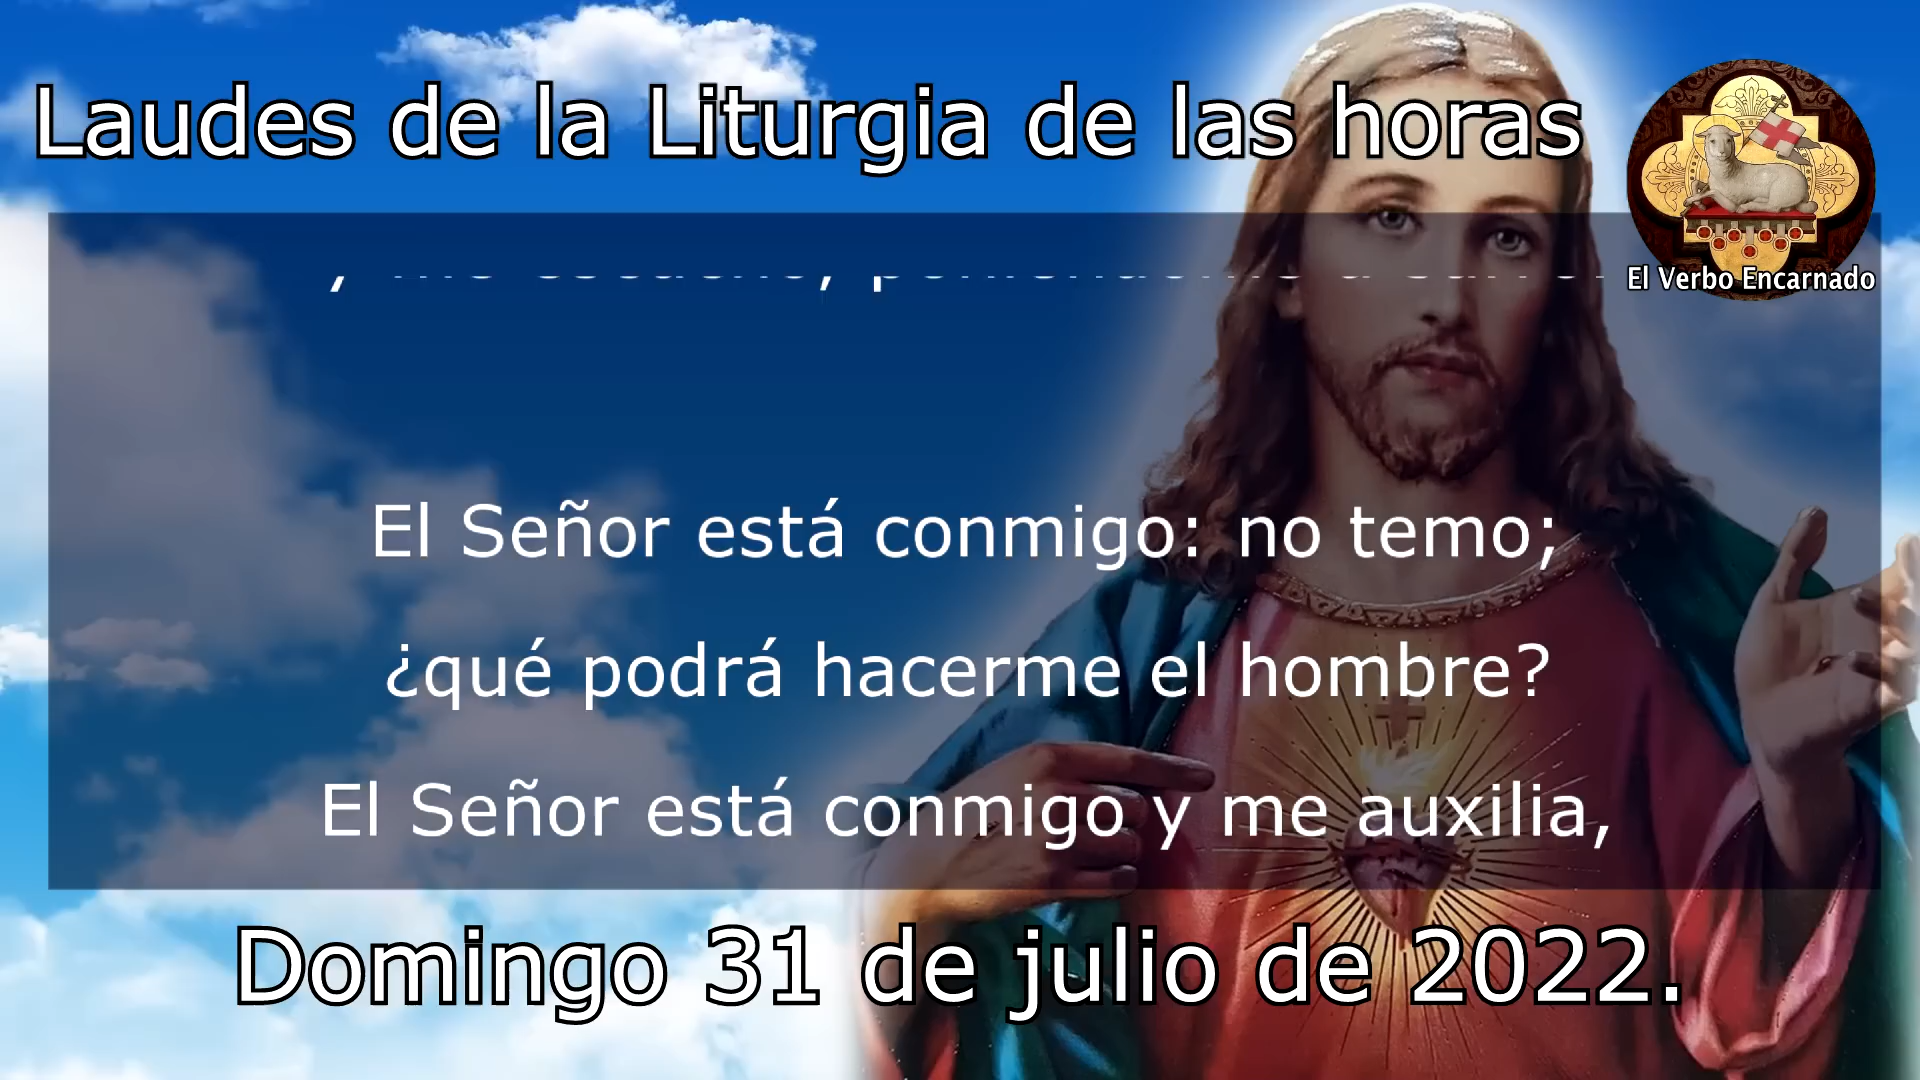 Laudes de la Liturgia de las horas
El Verbo Encarnado
El Señor está conmigo: no temo;
¿qué podrá hacerme el hombre?
El Señor está conmigo y me auxilia,
Domingo 31 de julio de 2022.